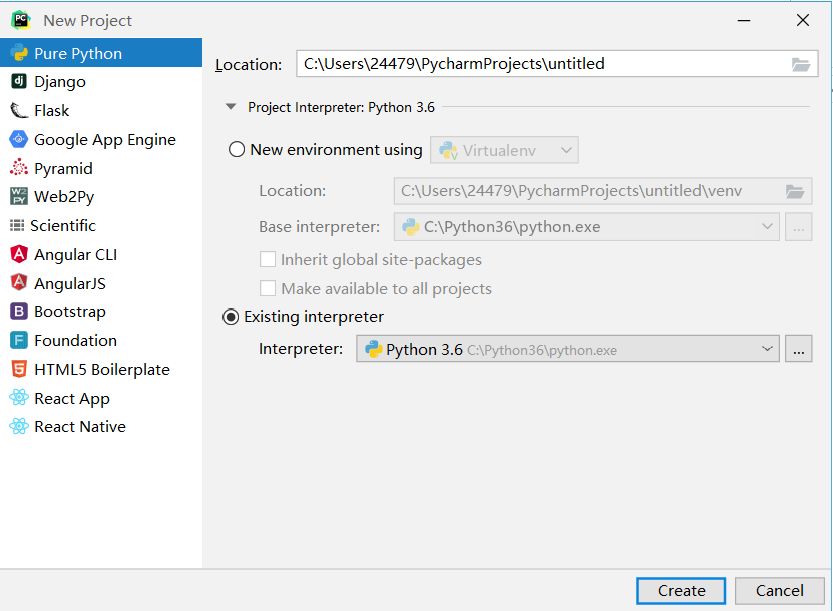 New Project
Pure Python
Django
Flask
Google App Engine
Pyramid
Web2Py
Scientific
Angular CLI
AngularJS
Bootstrap
Foundation
HTML5 Boilerplate
React App
React Native
Location: C:\Users\24479\PycharmProjects\untitled
Project Interpreter: Python 3.6
New environment using Virtualenv
Location: C:\Users\24479\PycharmProjects\untitled\venv
Base interpreter: C:\Python36\python.exe ...
Inherit global site-packages
Make available to all projects
Existing interpreter
Interpreter: Python 3.6 C:\Python36\python.exe ...
Create Cancel